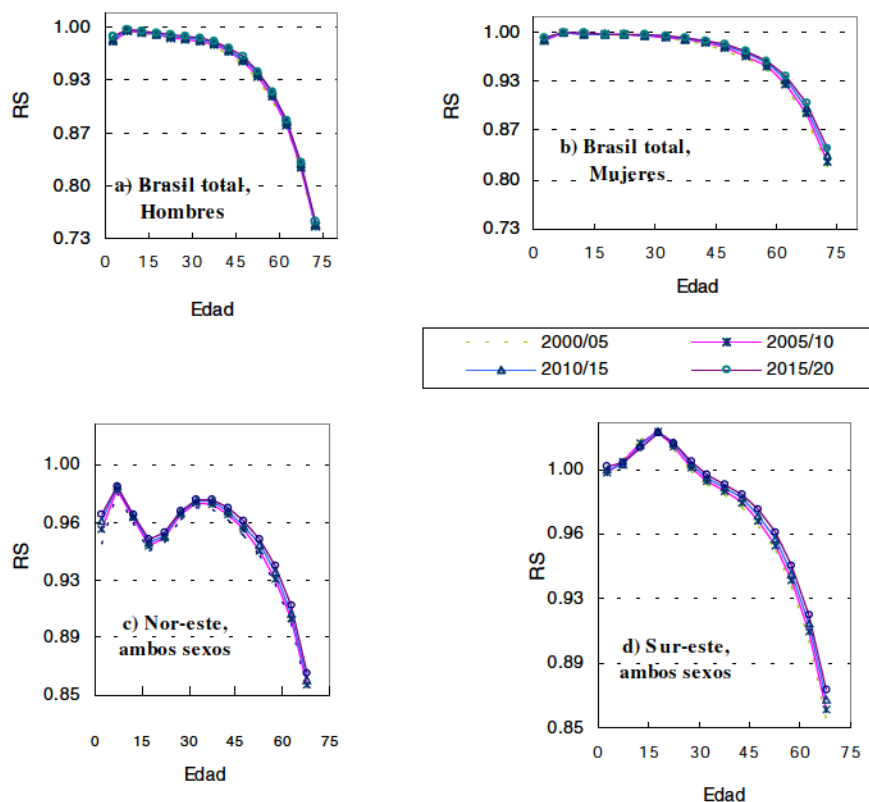 1.00
0.93
0.87
0.80
0.73
RS
a) Brasil total,
Hombres
0 15 30 45 60 75
Edad
1.00
0.93
0.87
0.80
0.73
RS
b) Brasil total,
Mujeres
0 15 30 45 60 75
Edad
2000/05 2005/10
2010/15 2015/20
1.00
0.96
0.93
0.89
0.85
RS
c) Nor-este,
ambos sexos
0 15 30 45 60 75
Edad
1.00
0.96
0.93
0.89
0.85
RS
d) Sur-este,
ambos sexos
0 15 30 45 60 75
Edad